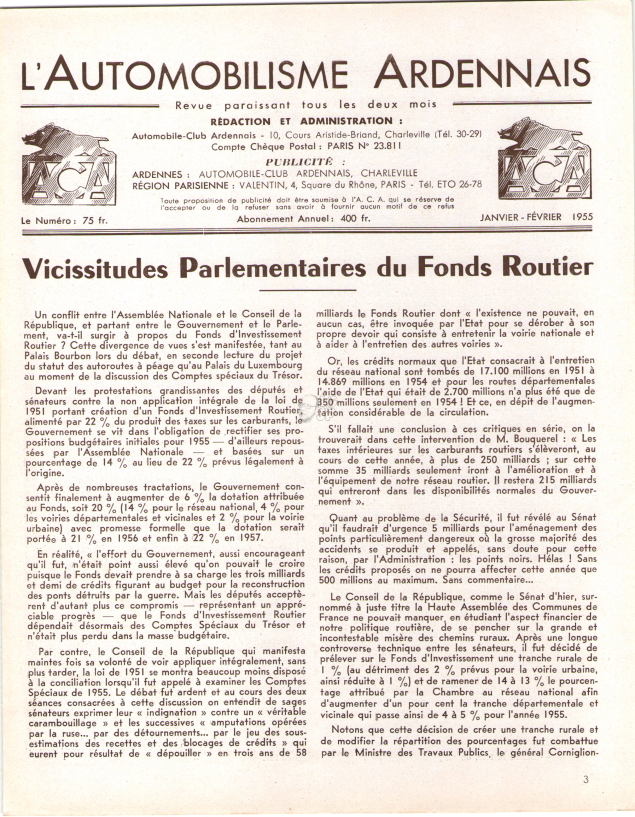 L'AUTOMOBILISME ARDENNAIS
Revue paraissant tous les deux mois
RÉDACTION ET ADMINISTRATION :
Automobile-Club Ardennais - 10, Cours Aristide-Briand, Charleville (Tél. 30-29)
Compte Chèque Postal : PARIS N° 23.811
PUBLICITÉ :
ARDENNES : AUTOMOBILE-CLUB ARDENNAIS, CHARLEVILLE
RÉGION PARISIENNE : VALENTIN, 4, Square du Rhône, PARIS - Tél. ETO 26-78
Toute proposition de publicité doit être soumise à l'A. C. A. qui se réserve de
l'accepter ou de la refuser sans avoir à fournir aucun motif de ce refus
ACA
ACA
Le Numéro : 75 fr.
Abonnement Annuel : 400 fr.
JANVIER - FÉVRIER 1955
Vicissitudes Parlementaires du Fonds Routier
Un conflit entre l'Assemblée Nationale et le Conseil de la
République, et partant entre le Gouvernement et le Parle-
ment, va-t-il surgir à propos du Fonds d'Investissement
Routier ? Cette divergence de vues s'est manifestée, tant au
Palais Bourbon lors du débat, en seconde lecture du projet
du statut des autoroutes à péage qu'au Palais du Luxembourg
au moment de la discussion des Comptes spéciaux du Trésor.
Devant les protestations grandissantes des députés et
sénateurs contre la non application intégrale de la loi de
1951 portant création d'un Fonds d'Investissement Routier,
alimenté par 22 % du produit des taxes sur les carburants, le
Gouvernement se vit dans l'obligation de rectifier ses pro-
positions budgétaires initiales pour 1955 — d'ailleurs repous-
sées par l'Assemblée Nationale — et basées sur un
pourcentage de 14 % au lieu de 22 % prévus légalement à
l'origine.
Après de nombreuses tractations, le Gouvernement con-
sentit finalement à augmenter de 6 % la dotation attribuée
au Fonds, soit 20 % (14 % pour le réseau national, 4 % pour
les voiries départementales et vicinales et 2 % pour la voirie
urbaine) avec promesse formelle que la dotation serait
portée à 21 % en 1956 et enfin à 22 % en 1957.
En réalité, « l'effort du Gouvernement, aussi encourageant
qu'il fut, n'était point aussi élevé qu'on pouvait le croire
puisque le Fonds devait prendre à sa charge les trois milliards
et demi de crédits figurant au budget pour la reconstruction
des ponts détruits par la guerre. Mais les députés acceptè-
rent d'autant plus ce compromis — représentant un appré-
ciable progrès — que le Fonds d'Investissement Routier
dépendait désormais des Comptes Spéciaux du Trésor et
n'était plus perdu dans la masse budgétaire.
Par contre, le Conseil de la République qui manifesta
maintes fois sa volonté de voir appliquer intégralement, sans
plus tarder, la loi de 1951 se montra beaucoup moins disposé
à la conciliation lorsqu'il fut appelé à examiner les Comptes
Spéciaux de 1955. Le débat fut ardent et au cours des deux
séances consacrées à cette discussion on entendit de sages
sénateurs exprimer leur « indignation » contre un « véritable
carambouillage » et les successives « amputations opérées
par la ruse... par des détournements... par le jeu des sous-
estimations des recettes et des blocages de crédits » qui
eurent pour résultat de « dépouiller » en trois ans de 58
milliards le Fonds Routier dont « l'existence ne pouvait, en
aucun cas, être invoquée par l'Etat pour se dérober à son
propre devoir qui consiste à entretenir la voirie nationale et
à aider à l'entretien des autres voiries ».
Or, les crédits normaux que l'Etat consacrait à l'entretien
du réseau national sont tombés de 17.100 millions en 1951 à
14.869 millions en 1954 et pour les routes départementales
l'aide de l'Etat qui était de 2.700 millions n'a plus été que de
350 millions seulement en 1954 ! Et ce, en dépit de l'augmen-
tation considérable de la circulation.
S'il fallait une conclusion à ces critiques en série, on la
trouverait dans cette intervention de M. Bouquerel : « Les
taxes intérieures sur les carburants routiers s'élèveront, au
cours de cette année, à plus de 250 milliards ; sur cette
somme 35 milliards seulement iront à l'amélioration et à
l'équipement de notre réseau routier. Il restera 215 milliards
qui entreront dans les disponibilités normales du Gouver-
nement ».
Quant au problème de la Sécurité, il fut révélé au Sénat
qu'il faudrait d'urgence 5 milliards pour l'aménagement des
points particulièrement dangereux où la grosse majorité des
accidents se produit et appelés, sans doute pour cette
raison, par l'Administration : les points noirs. Hélas ! Sans
les crédits proposés on ne pourra affecter cette année que
500 millions au maximum. Sans commentaire...
Le Conseil de la République, comme le Sénat d'hier, sur-
nommé à juste titre la Haute Assemblée des Communes de
France ne pouvait manquer, en étudiant l'aspect financier de
notre politique routière, de se pencher sur la grande et
incontestable misère des chemins ruraux. Après une longue
controverse technique entre les sénateurs, il fut décidé de
prélever sur le Fonds d'Investissement une tranche rurale de
1 % (au détriment des 2 % prévus pour la voirie urbaine,
ainsi réduite à 1 %) et de ramener de 14 à 13 % le pourcen-
tage attribué par la Chambre au réseau national afin
d'augmenter d'un pour cent la tranche départementale et
vicinale qui passe ainsi de 4 à 5 % pour l'année 1955.
Notons que cette décision de créer une tranche rurale et
de modifier la répartition des pourcentages fut combattue
par le Ministre des Travaux Publics, le général Corniglion-
3